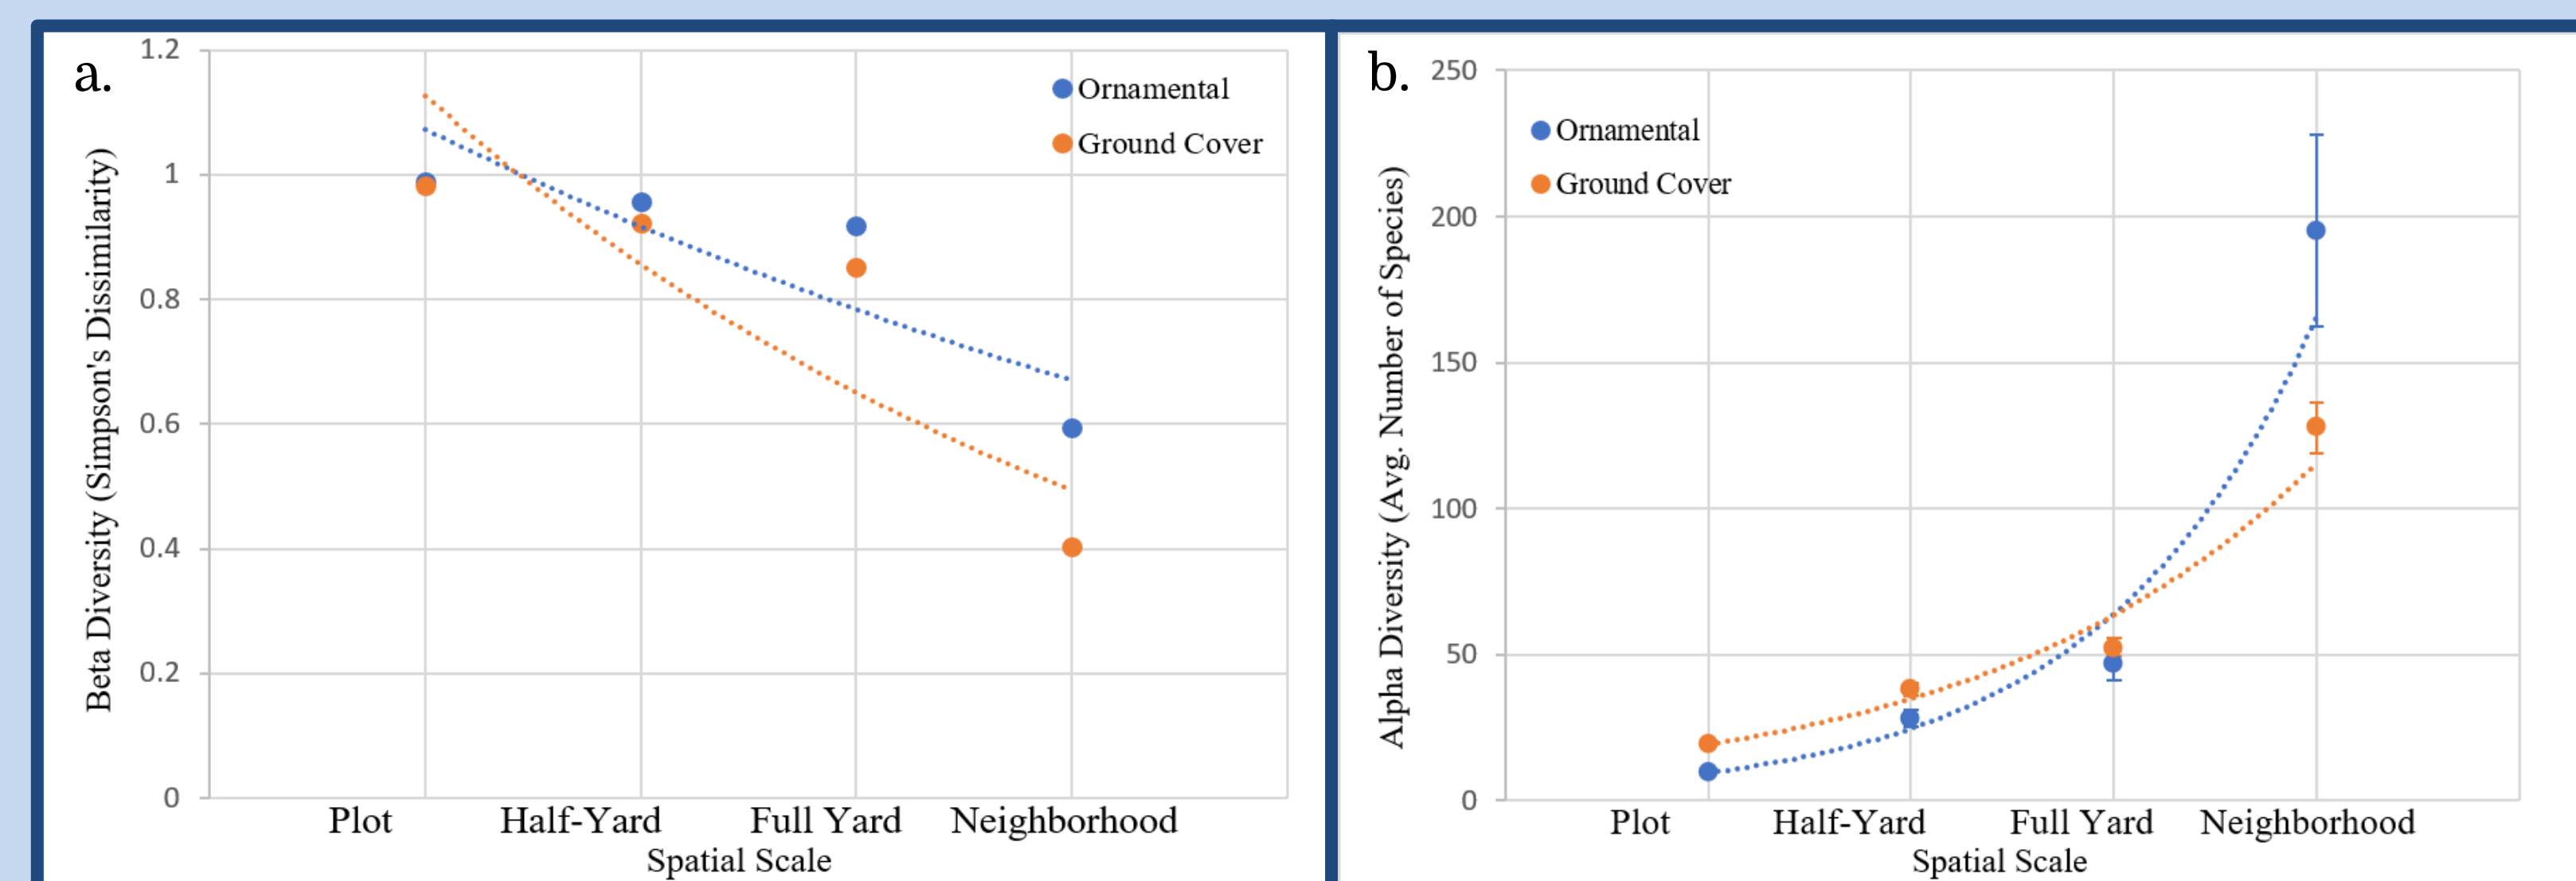 a.
1.2
1
0.8
0.6
0.4
0.2
0
Beta Diversity (Simpson's Dissimilarity)
Ornamental
Ground Cover
Plot Half-Yard Full Yard Neighborhood
Spatial Scale
b.
250
200
150
100
50
0
Alpha Diversity (Avg. Number of Species)
Ornamental
Ground Cover
Plot Half-Yard Full Yard Neighborhood
Spatial Scale